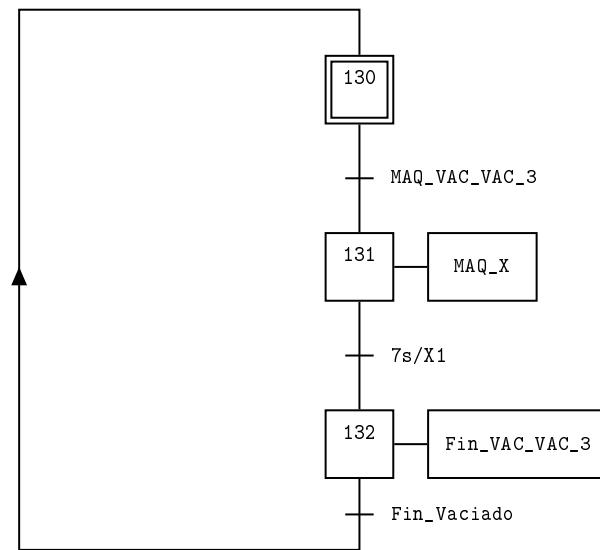 130
MAQ_VAC_VAC_3
131
MAQ_X
7s/X1
132
Fin_VAC_VAC_3
Fin_Vaciado